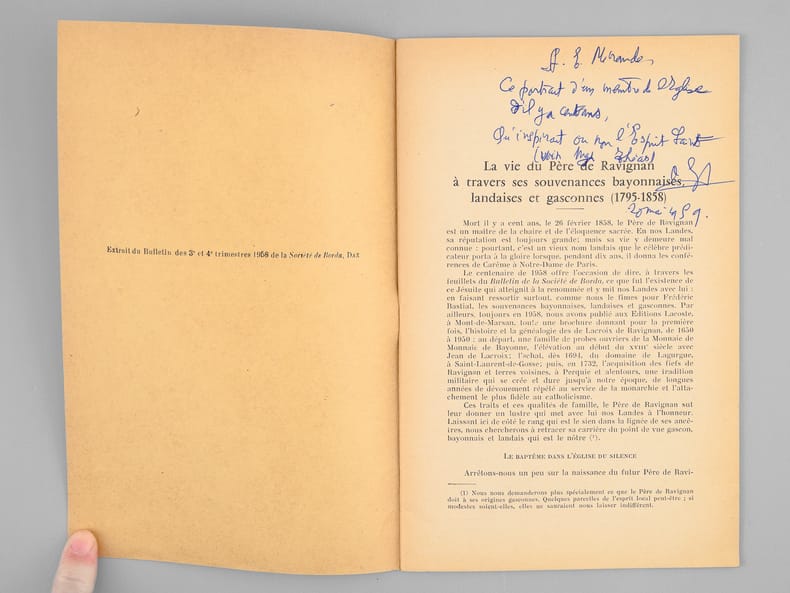 Extrait du Bulletin des 3e et 4e trimestres 1958 de la Société de Borda, Dax
Ce portrait d'un membre de l'Eglise
d'il y a cent ans,
Qu'inspirait ou non l'Esprit Saint
(voir Mgr
La vie du Père de Ravignan
à travers ses souvenances bayonnaises,
landaises et gasconnes (1795-1858)
Mort il y a cent ans, le 26 février 1858, le Père de Ravignan
est un maître de la chaire et de l'éloquence sacrée. En nos Landes,
sa réputation est toujours grande; mais sa vie y demeure mal
connue : pourtant, c'est un vieux nom landais que le célèbre prédi-
cateur porta à la gloire lorsque, pendant dix ans, il donna les confé-
rences de Carême à Notre-Dame de Paris.
Le centenaire de 1958 offre l'occasion de dire, à travers les
feuillets du Bulletin de la Société de Borda, ce que fut l'existence de
ce Jésuite qui atteignit à la renommée et y mit nos Landes avec lui :
en faisant ressortir surtout, comme nous le fîmes pour Frédéric
Bastiat, les souvenances bayonnaises, landaises et gasconnes. Par
ailleurs, toujours en 1958, nous avons publié aux Editions Lacoste,
à Mont-de-Marsan, toute une brochure donnant pour la première
fois, l'histoire et la généalogie des de Lacroix de Ravignan, de 1650
à 1950 : au départ, une famille de probes ouvriers de la Monnaie de
Monnaie de Bayonne, l'élévation au début du XVIIIe siècle avec
Jean de Lacroix; l'achat, dès 1694, du domaine de Lagurgue,
à Saint-Laurent-de-Gosse; puis, en 1732, l'acquisition des fiefs de
Ravignan et terres voisines, à Perquie et alentours, une tradition
militaire qui se crée et dure jusqu'à notre époque, de longues
années de dévouement répété au service de la monarchie et l'atta-
chement le plus fidèle au catholicisme.
Ces traits et ces qualités de famille, le Père de Ravignan sut
leur donner un lustre qui met avec lui nos Landes à l'honneur.
Laissant ici de côté le rang qui est le sien dans la lignée de ses ancê-
tres, nous chercherons à retracer sa carrière du point de vue gascon,
bayonnais et landais qui est le nôtre (1).
Le baptême dans l'église du silence
Arrêtons-nous un peu sur la naissance du futur Père de Ravi-
(1) Nous nous demanderons plus spécialement ce que le Père de Ravignan
doit à ses origines gasconnes. Quelques parcelles de l'esprit local peut-être ; si
modestes soient-elles, elles ne sauraient nous laisser indifférent.